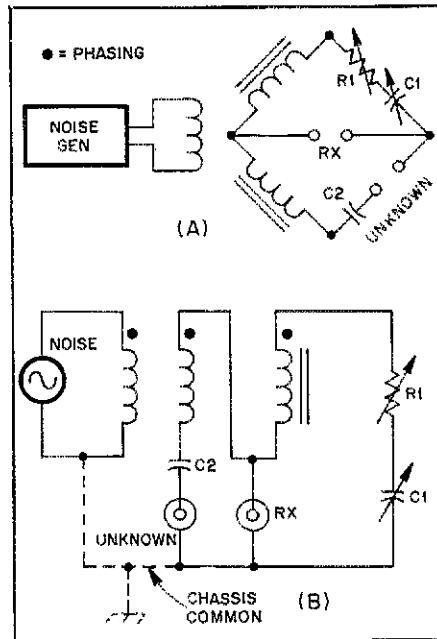 ● = PHASING
NOISE
GEN
R1
C1
RX
C2
UNKNOWN
(A)
NOISE
C2
UNKNOWN
RX
R1
C1
CHASSIS
COMMON
(B)